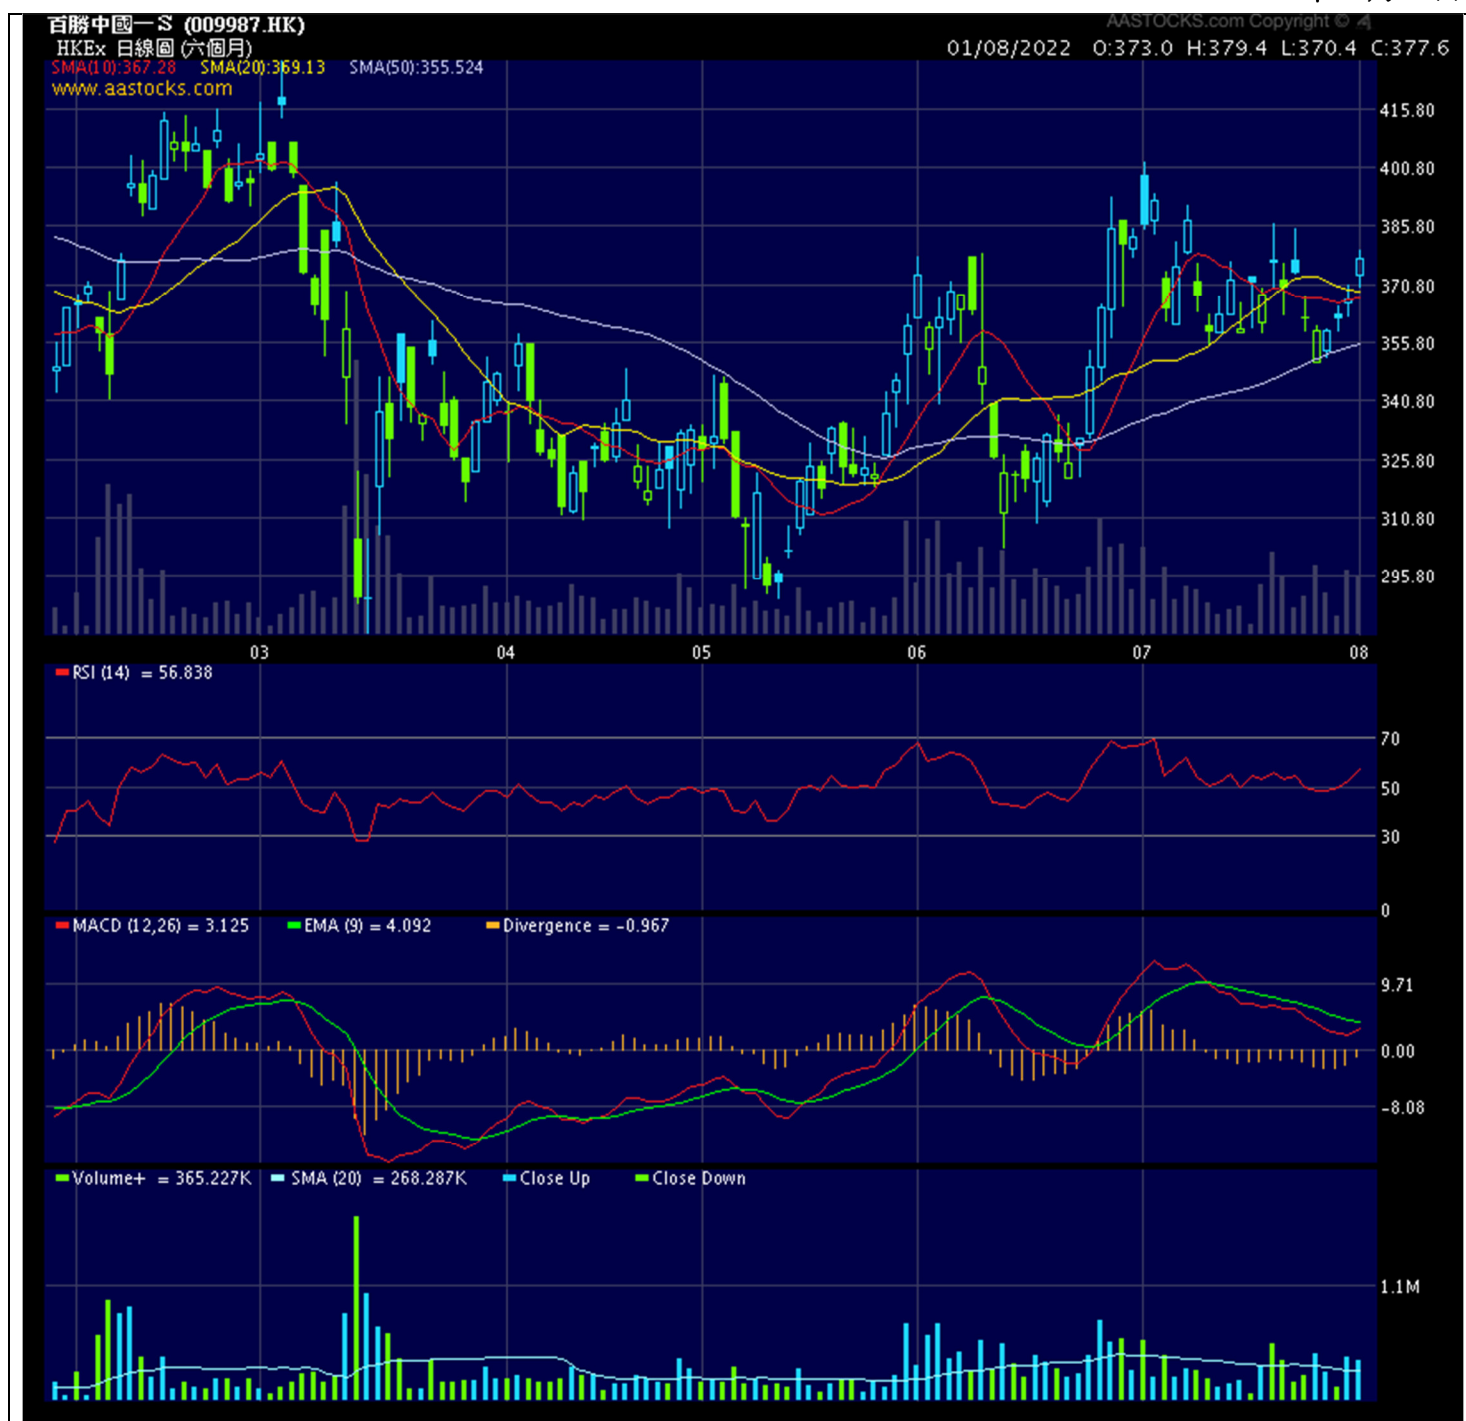 AASTOCKS.com Copyright ©
百勝中國－Ｓ (009987.HK)
HKEx 日線圖 (六個月)
01/08/2022 O:373.0 H:379.4 L:370.4 C:377.6
SMA(10):367.28 SMA(20):369.13 SMA(50):355.524
www.aastocks.com
415.80
400.80
385.80
370.80
355.80
340.80
325.80
310.80
295.80
03 04 05 06 07 08
RSI (14) = 56.838
70
50
30
0
MACD (12,26) = 3.125 EMA (9) = 4.092 Divergence = -0.967
9.71
0.00
-8.08
Volume+ = 365.227K SMA (20) = 268.287K Close Up Close Down
1.1M